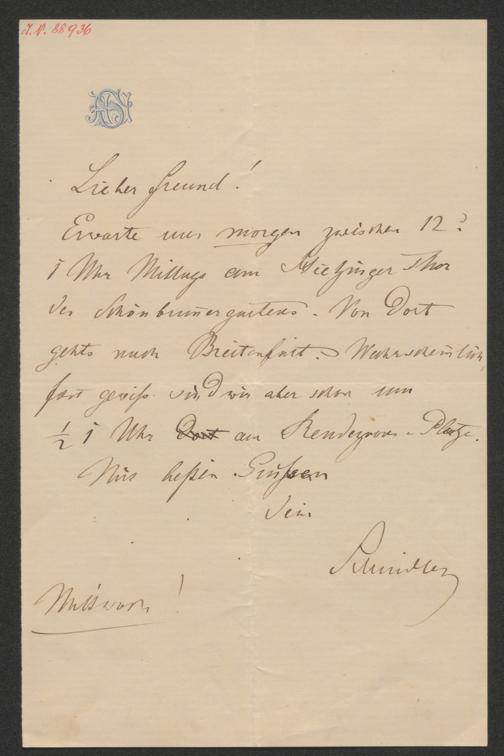 J.N. 88936
Lieber Freund!
Erwarte uns morgen zwischen 12 &
1 Uhr Mittags am Hietzinger Thor
des Schönbrunnergartens. Von Dort
gehts nach Breitenfurt. Wahrscheinlich,
fast gewiß sind wir aber schon um
½ 1 Uhr Dort am Rendezvous-Platze.
Mit besten Grüssen
Dein
Schindler
Mittwoch!